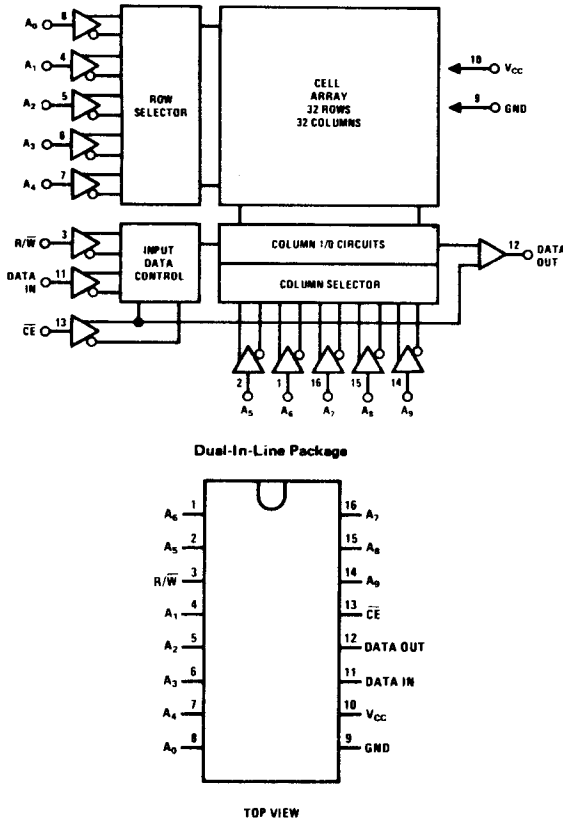 A₀ 8
A₁ 4
A₂ 5
A₃ 6
A₄ 7
ROW
SELECTOR
CELL
ARRAY
32 ROWS
32 COLUMNS
10 VCC
9 GND
R/W̅ 3
DATA
IN 11
C̅E̅ 13
INPUT
DATA
CONTROL
COLUMN I/O CIRCUITS
COLUMN SELECTOR
12 DATA
OUT
2 1 16 15 14
A₅ A₆ A₇ A₈ A₉
Dual-In-Line Package
A₆ 1 16 A₇
A₅ 2 15 A₈
R/W̅ 3 14 A₉
A₁ 4 13 C̅E̅
A₂ 5 12 DATA OUT
A₃ 6 11 DATA IN
A₄ 7 10 VCC
A₀ 8 9 GND
TOP VIEW